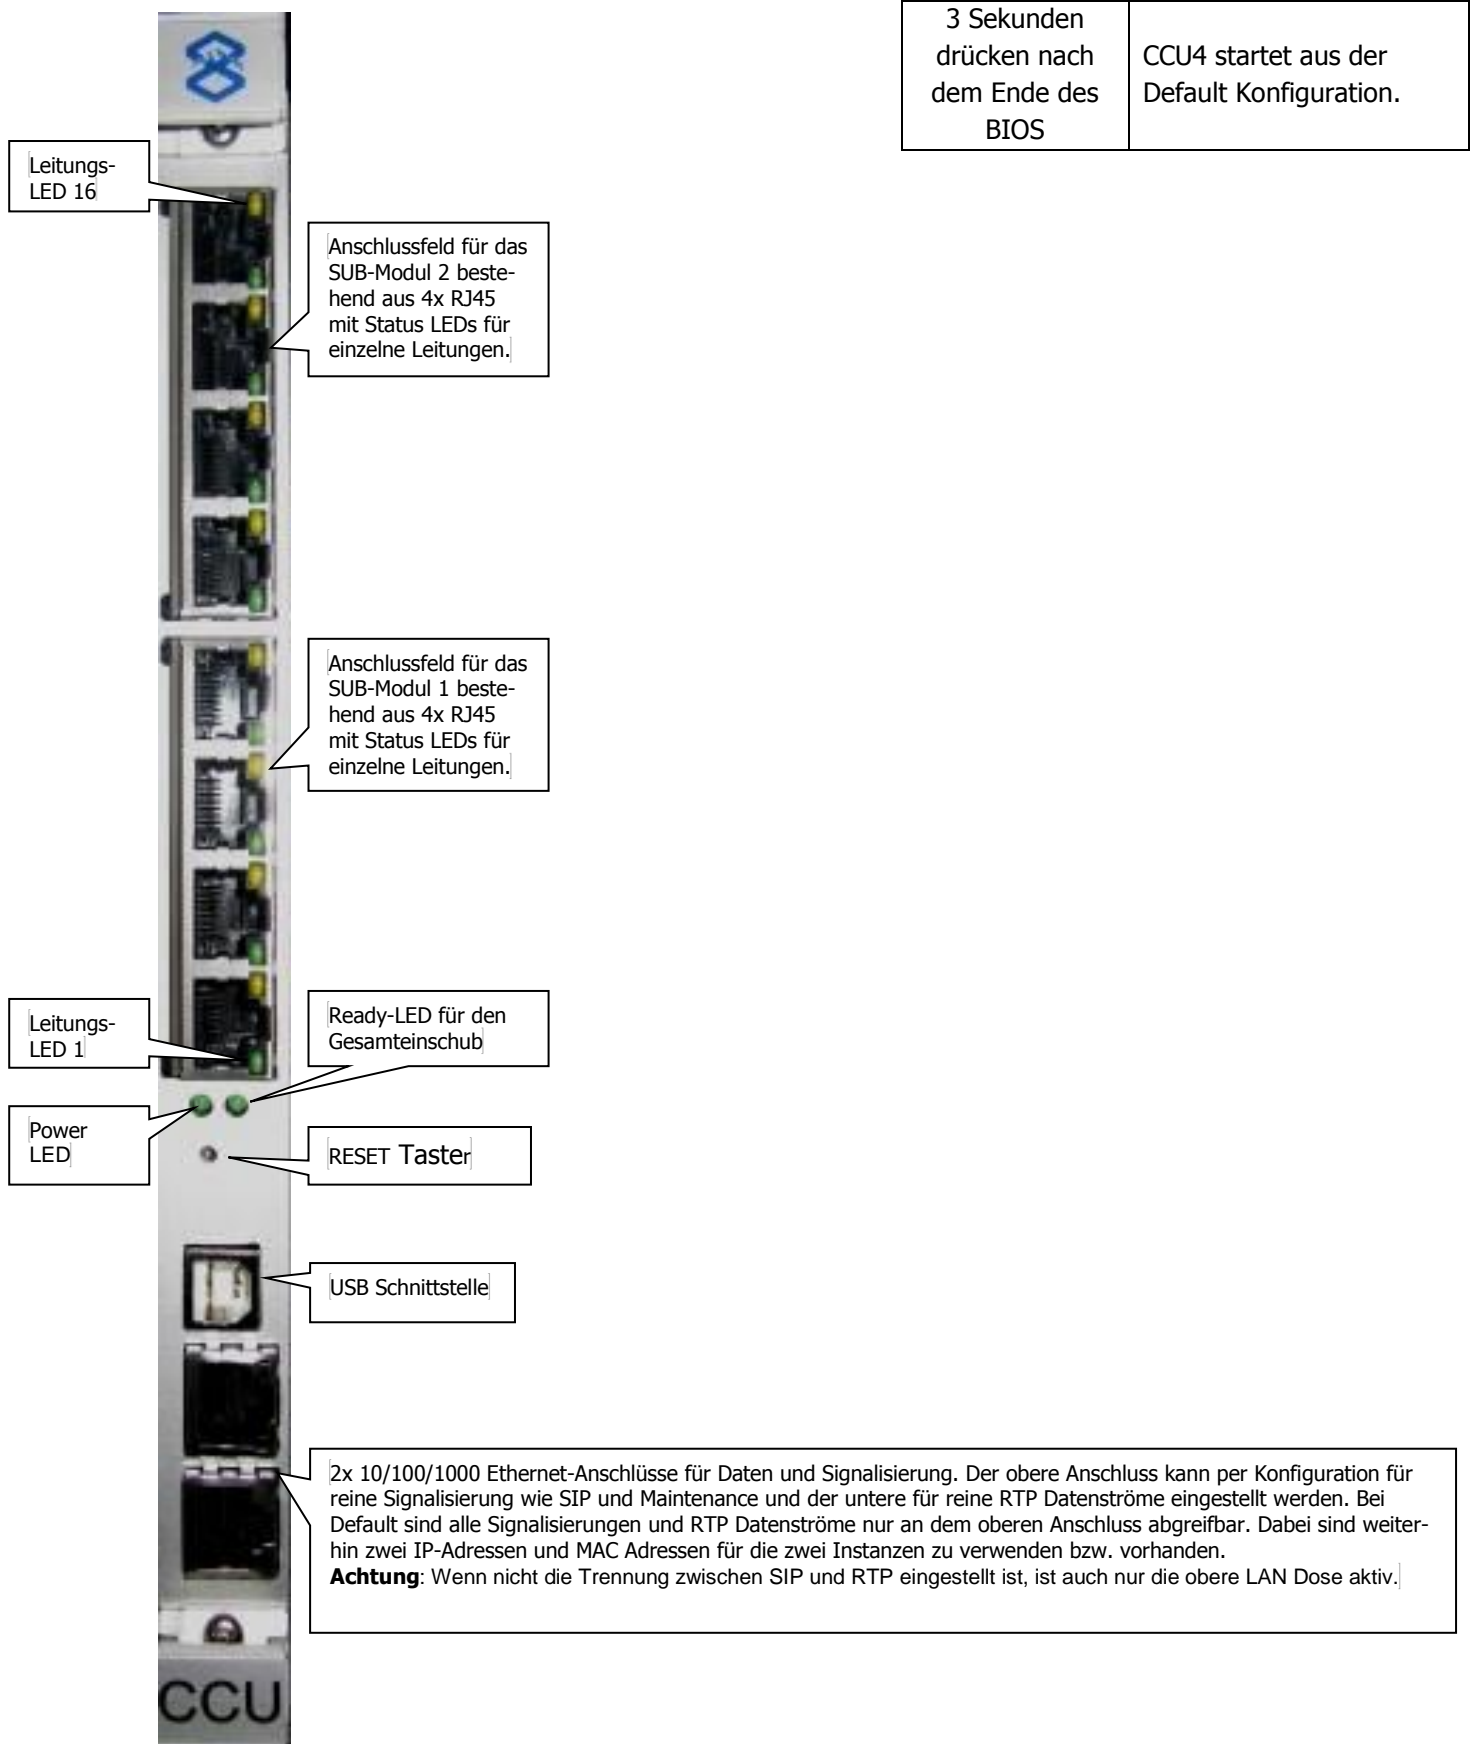 3 Sekunden
drücken nach
dem Ende des
BIOS
CCU4 startet aus der
Default Konfiguration.
Leitungs-
LED 16
Anschlussfeld für das
SUB-Modul 2 beste-
hend aus 4x RJ45
mit Status LEDs für
einzelne Leitungen.
Anschlussfeld für das
SUB-Modul 1 beste-
hend aus 4x RJ45
mit Status LEDs für
einzelne Leitungen.
Leitungs-
LED 1
Ready-LED für den
Gesamteinschub
Power
LED
RESET Taster
USB Schnittstelle
2x 10/100/1000 Ethernet-Anschlüsse für Daten und Signalisierung. Der obere Anschluss kann per Konfiguration für
reine Signalisierung wie SIP und Maintenance und der untere für reine RTP Datenströme eingestellt werden. Bei
Default sind alle Signalisierungen und RTP Datenströme nur an dem oberen Anschluss abgreifbar. Dabei sind weiter-
hin zwei IP-Adressen und MAC Adressen für die zwei Instanzen zu verwenden bzw. vorhanden.
Achtung: Wenn nicht die Trennung zwischen SIP und RTP eingestellt ist, ist auch nur die obere LAN Dose aktiv.
CCU